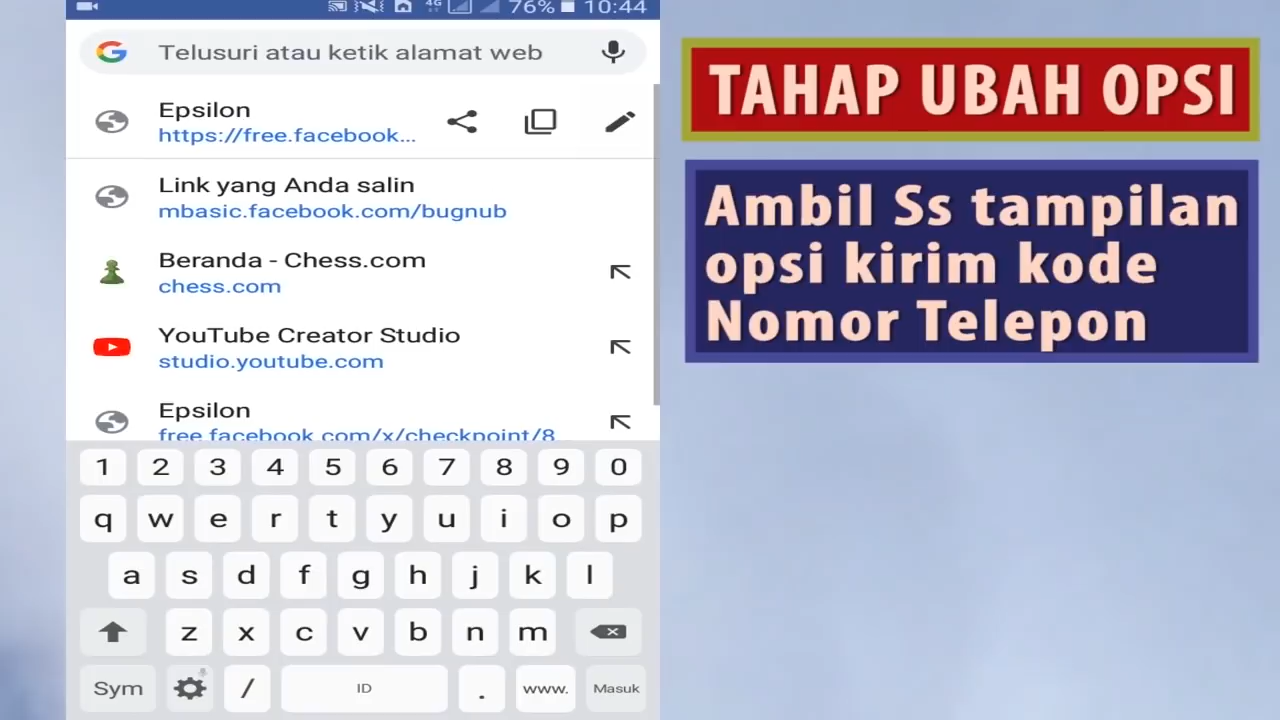 4G 76% 10:44
Telusuri atau ketik alamat web
Epsilon
https://free.facebook...
Link yang Anda salin
mbasic.facebook.com/bugnub
Beranda - Chess.com
chess.com
YouTube Creator Studio
studio.youtube.com
Epsilon
free.facebook.com/x/checkpoint/8...
1 2 3 4 5 6 7 8 9 0
q w e r t y u i o p
a s d f g h j k l
z x c v b n m
Sym / ID . www. Masuk
TAHAP UBAH OPSI
Ambil Ss tampilan
opsi kirim kode
Nomor Telepon